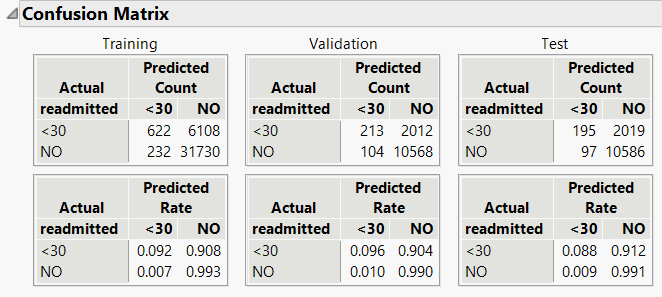 Confusion Matrix
Training Validation Test
Predicted Predicted Predicted
Actual Count Actual Count Actual Count
readmitted <30 NO readmitted <30 NO readmitted <30 NO
<30 622 6108 <30 213 2012 <30 195 2019
NO 232 31730 NO 104 10568 NO 97 10586
Predicted Predicted Predicted
Actual Rate Actual Rate Actual Rate
readmitted <30 NO readmitted <30 NO readmitted <30 NO
<30 0.092 0.908 <30 0.096 0.904 <30 0.088 0.912
NO 0.007 0.993 NO 0.010 0.990 NO 0.009 0.991